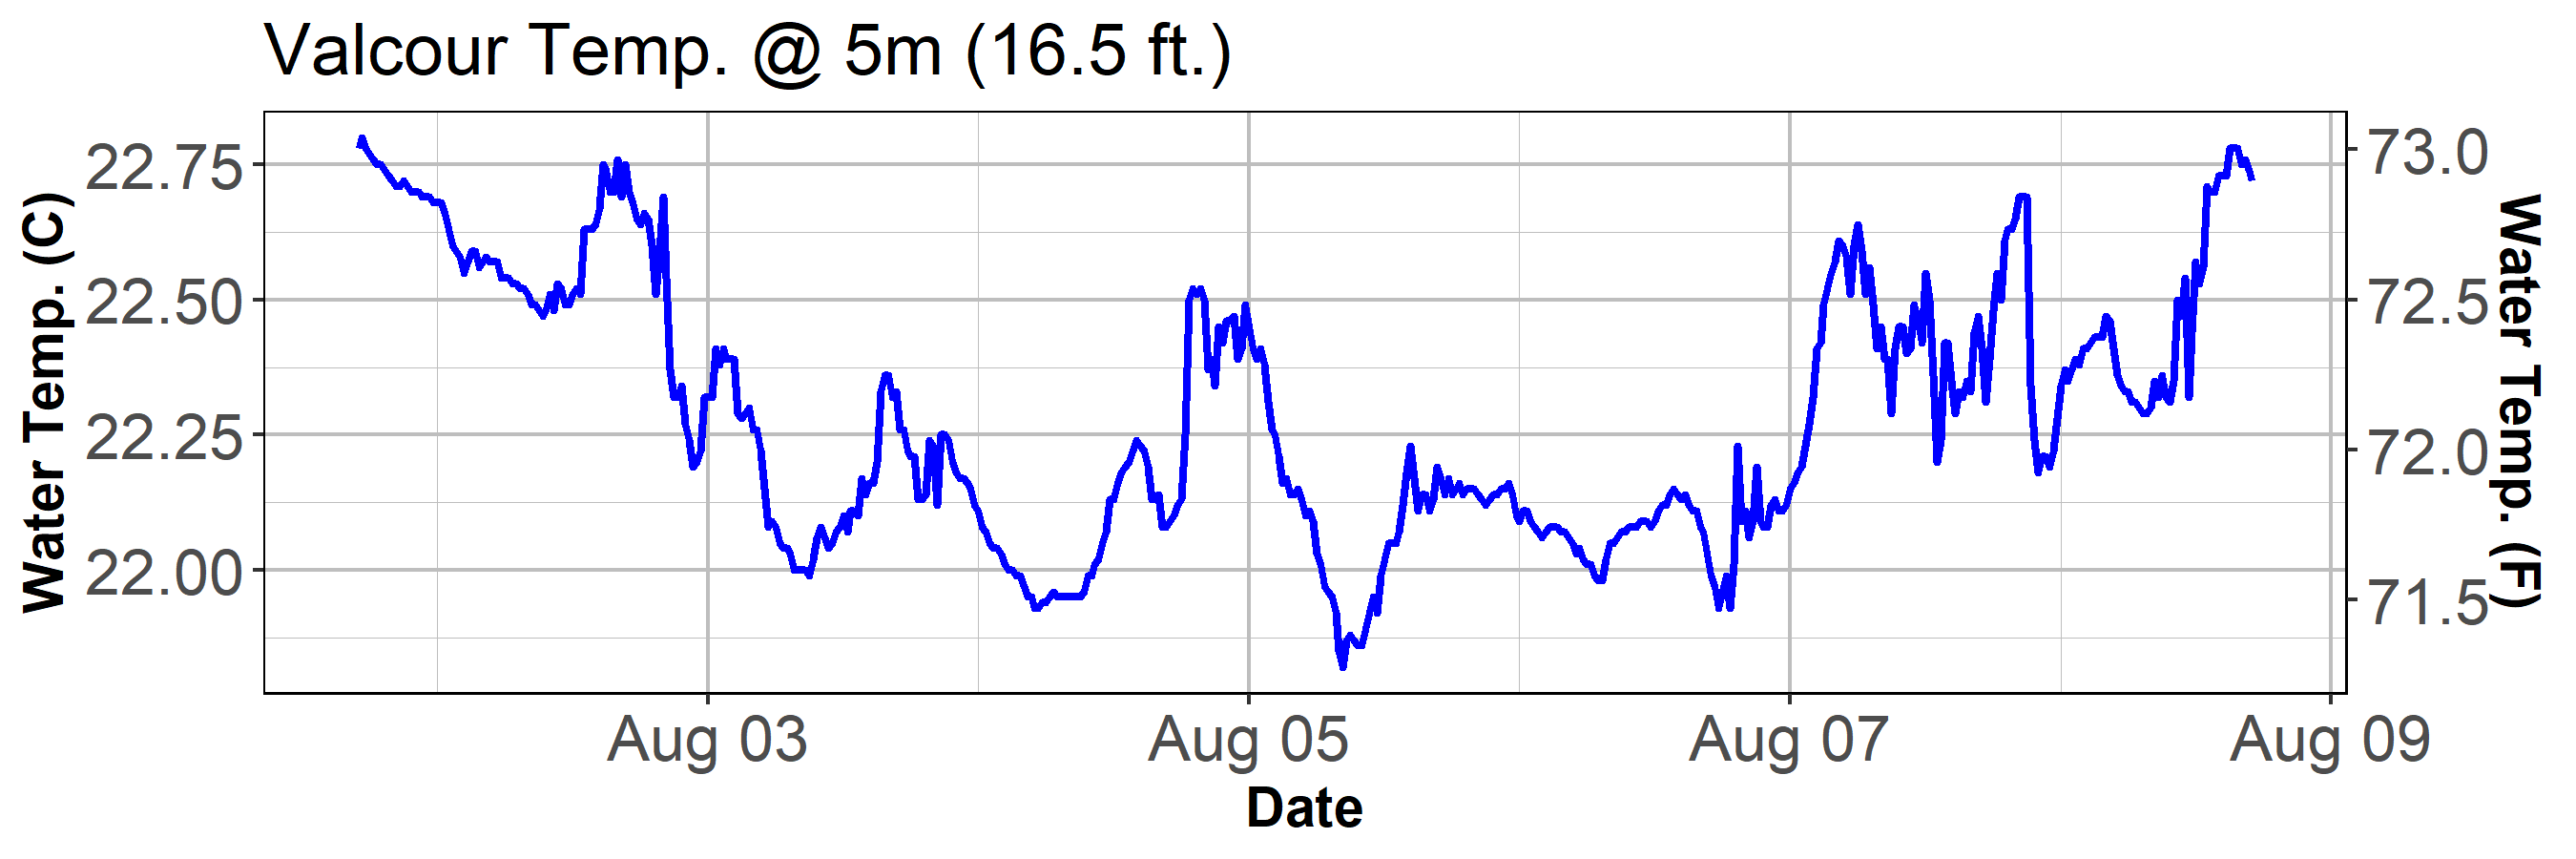 Valcour Temp. @ 5m (16.5 ft.)
Water Temp. (C)
22.75
22.50
22.25
22.00
73.0
72.5
72.0
71.5
Water Temp. (F)
Aug 03 Aug 05 Aug 07 Aug 09
Date